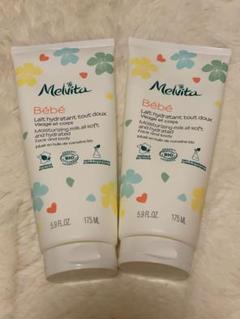 Melvita
Bébé
Lait hydratant tout doux
Visage et corps
Moisturizing milk all soft
and hydrated
Face and body
BIO
5.9 FL.OZ. 175 ML
Melvita
Bébé
Lait hydratant tout doux
Visage et corps
Moisturizing milk all soft
and hydrated
Face and body
BIO
5.9 FL.OZ. 175 ML